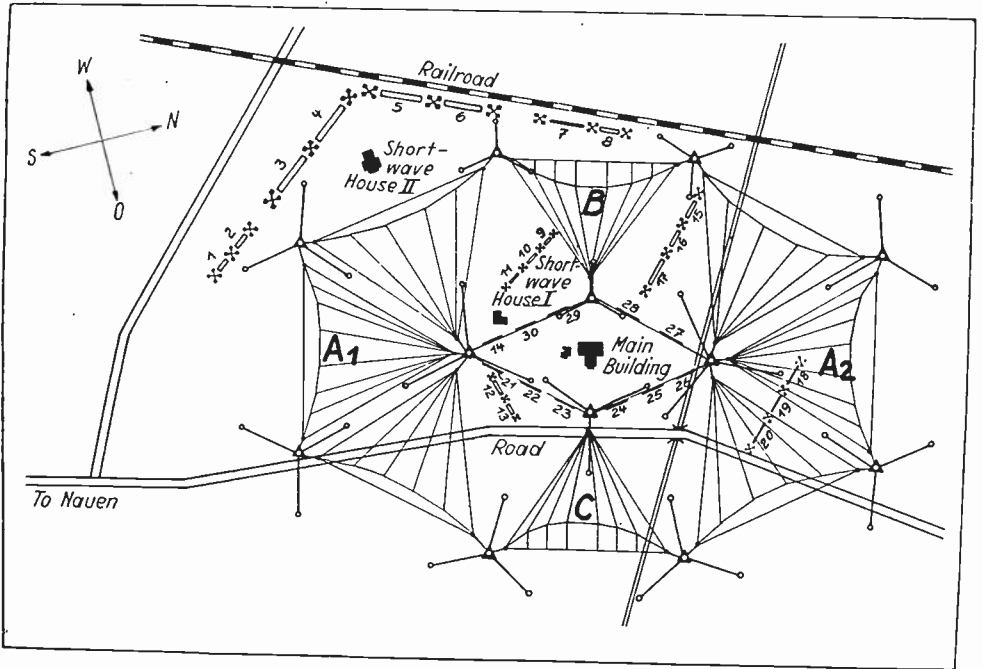 W
N
S
O
Railroad
4
5
6
7
8
3
Short-
wave
House II
2
1
B
9
10
11
15
16
17
Short-
wave
House I
28
29
30
14
27
A1
Main
Building
A2
21
22
23
12
13
24
25
26
18
19
20
Road
To Nauen
C